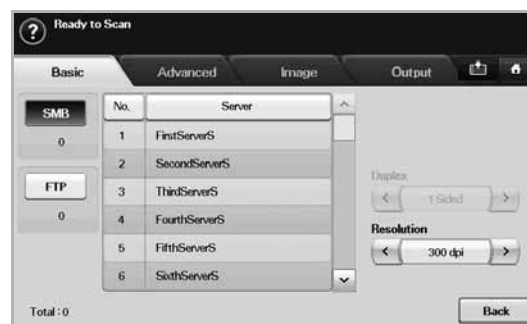 ? Ready to Scan
Basic Advanced Image Output
SMB
0
FTP
0
No. Server
1 FirstServerS
2 SecondServerS
3 ThirdServerS
4 FourthServerS
5 FifthServerS
6 SixthServerS
Duplex
< 1 Sided >
Resolution
< 300 dpi >
Total : 0
Back